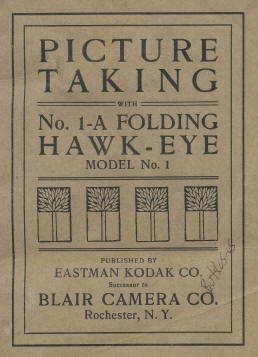 PICTURE
TAKING
WITH
No. 1-A FOLDING
HAWK-EYE
MODEL No. 1
PUBLISHED BY
EASTMAN KODAK CO.
Successor to
BLAIR CAMERA CO.
Rochester, N. Y.